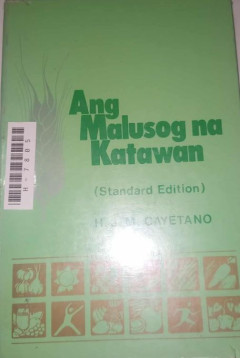 Ang
Malusog na
Katawan
(Standard Edition)
CAYETANO